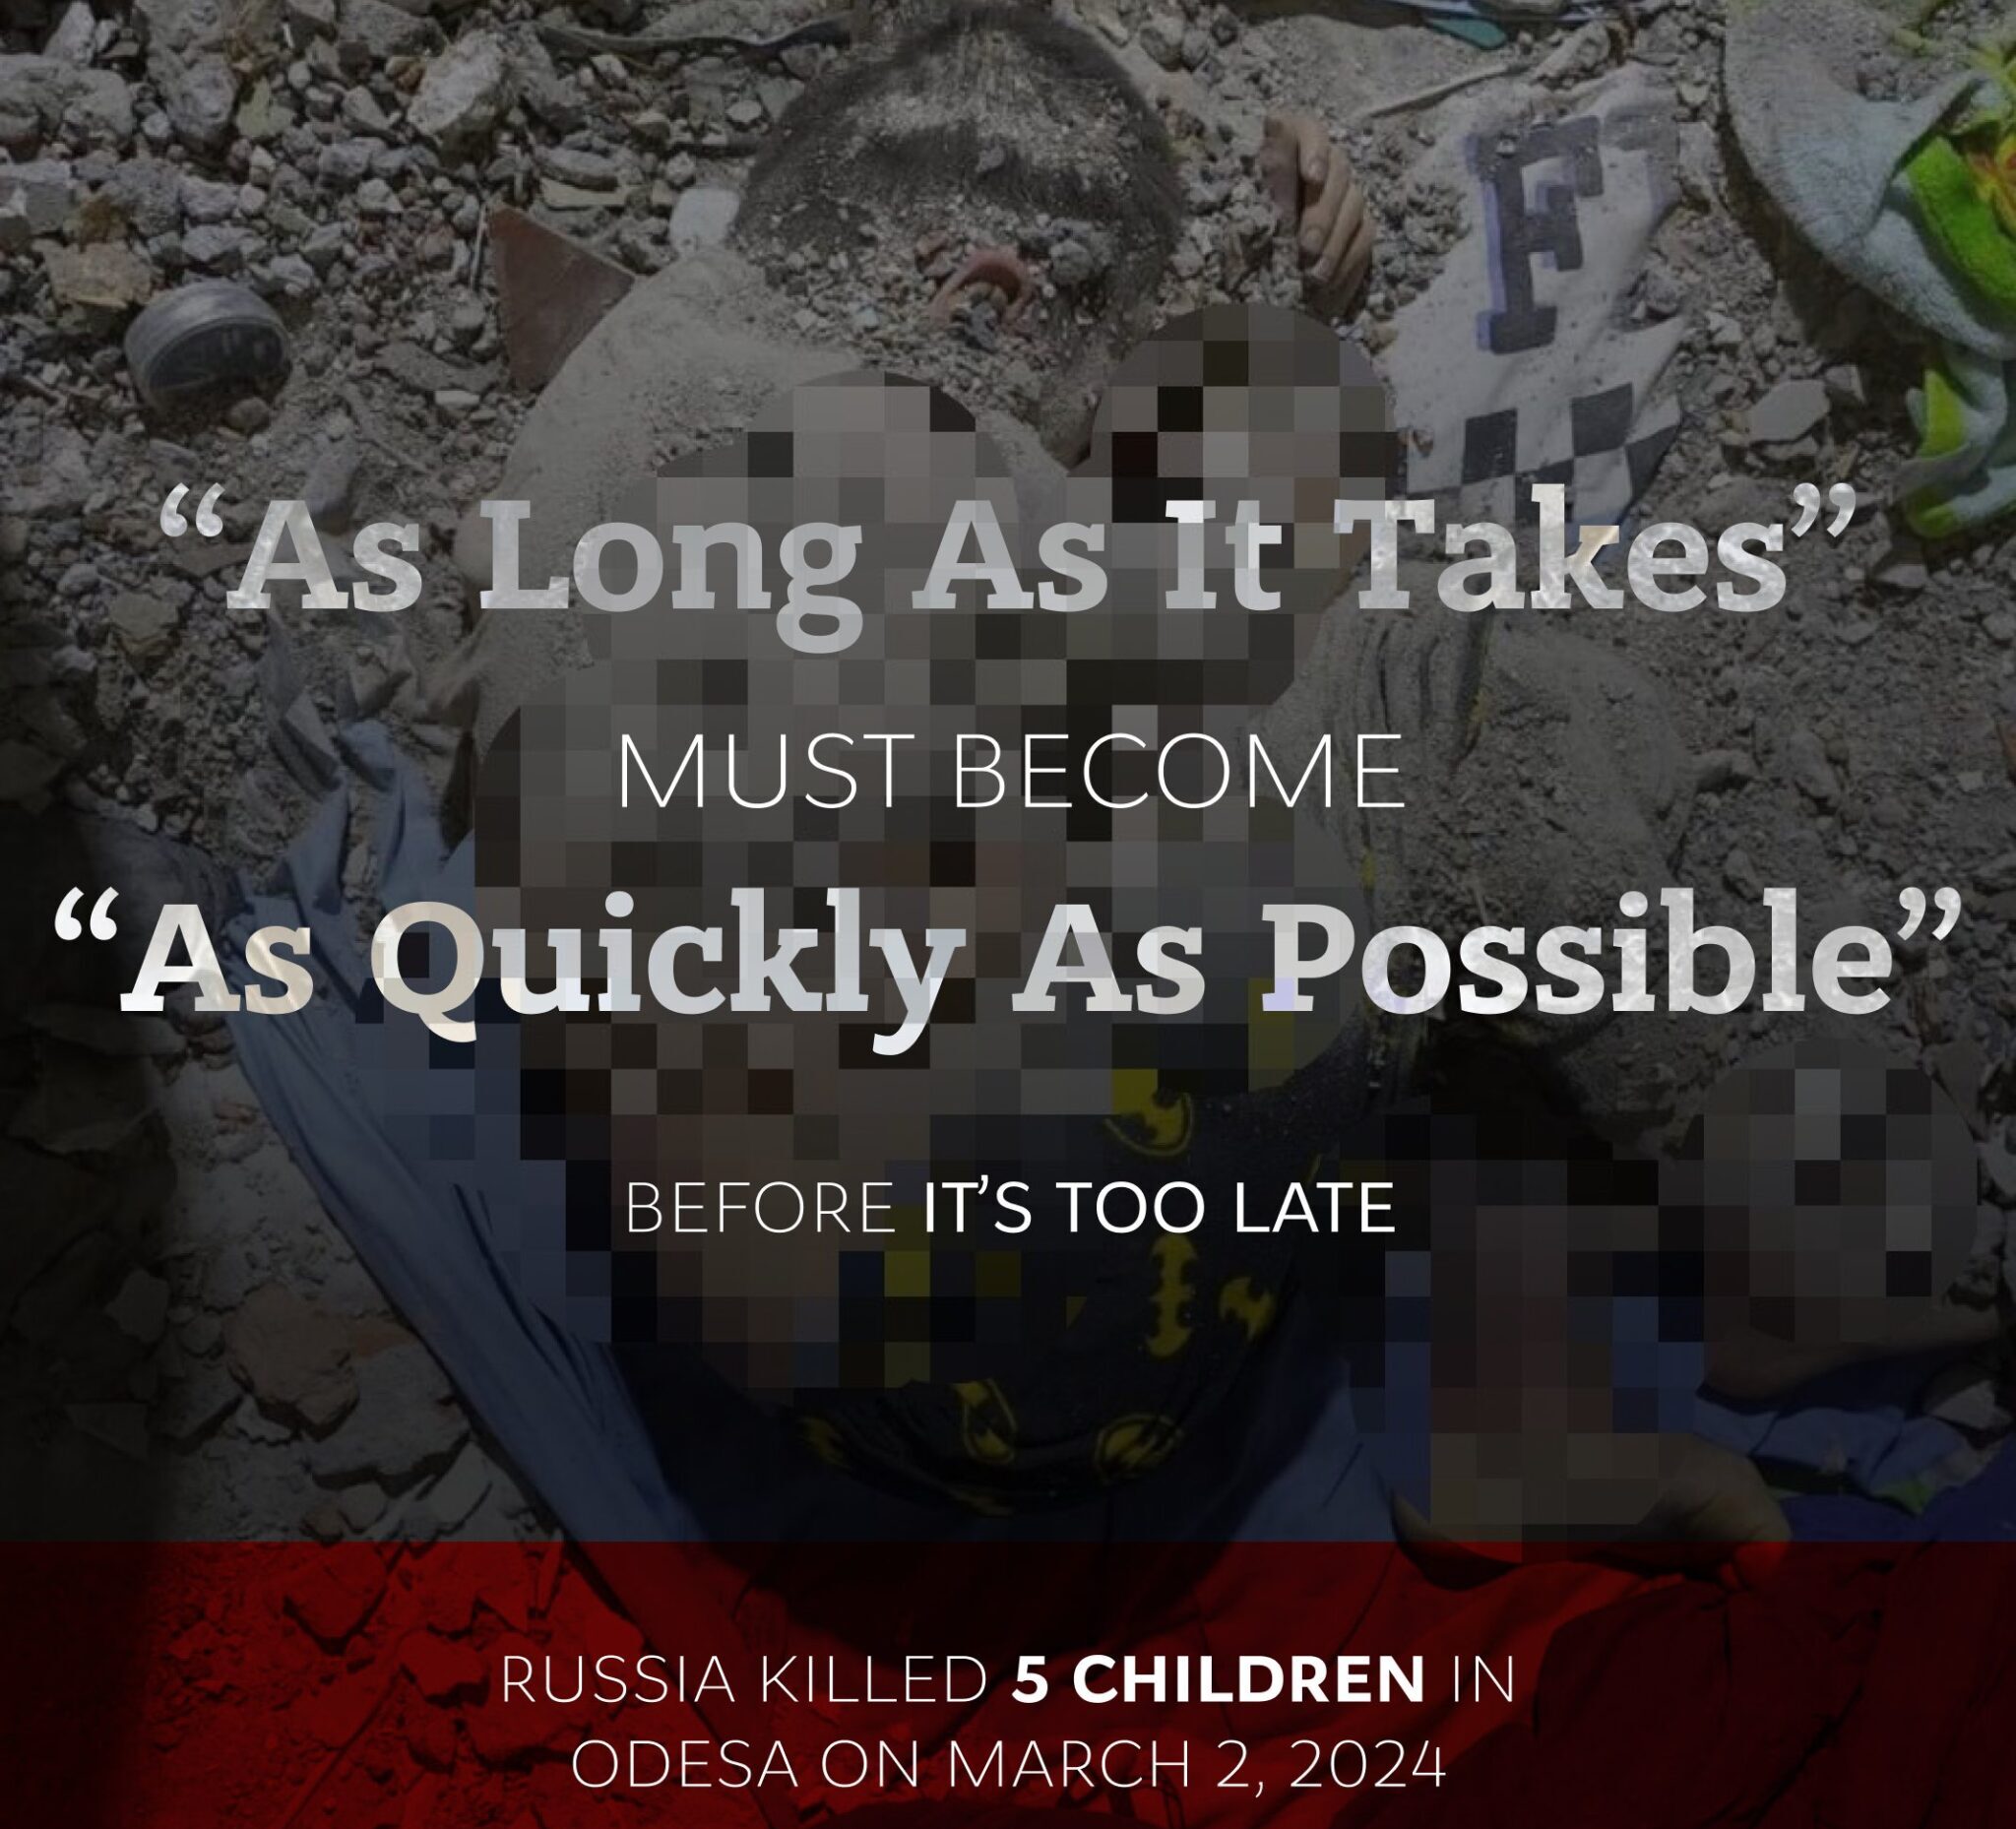 “As Long As It Takes”
MUST BECOME
“As Quickly As Possible”
BEFORE IT’S TOO LATE
RUSSIA KILLED 5 CHILDREN IN
ODESA ON MARCH 2, 2024
F